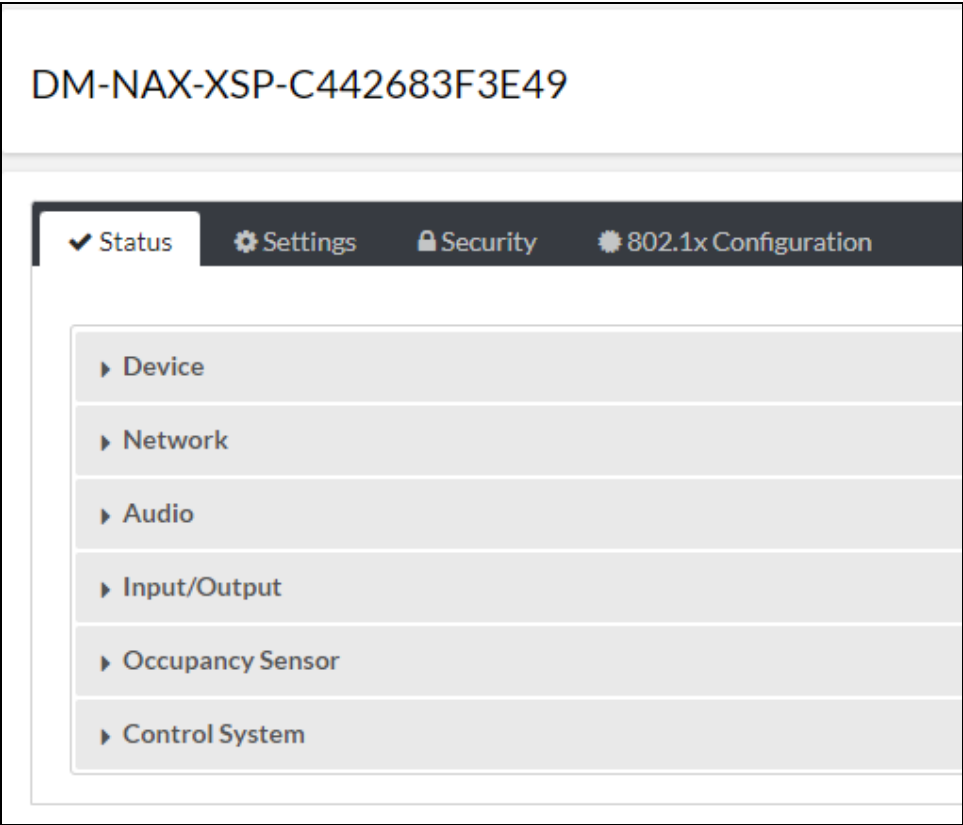 DM-NAX-XSP-C442683F3E49
Status Settings Security 802.1x Configuration
Device
Network
Audio
Input/Output
Occupancy Sensor
Control System